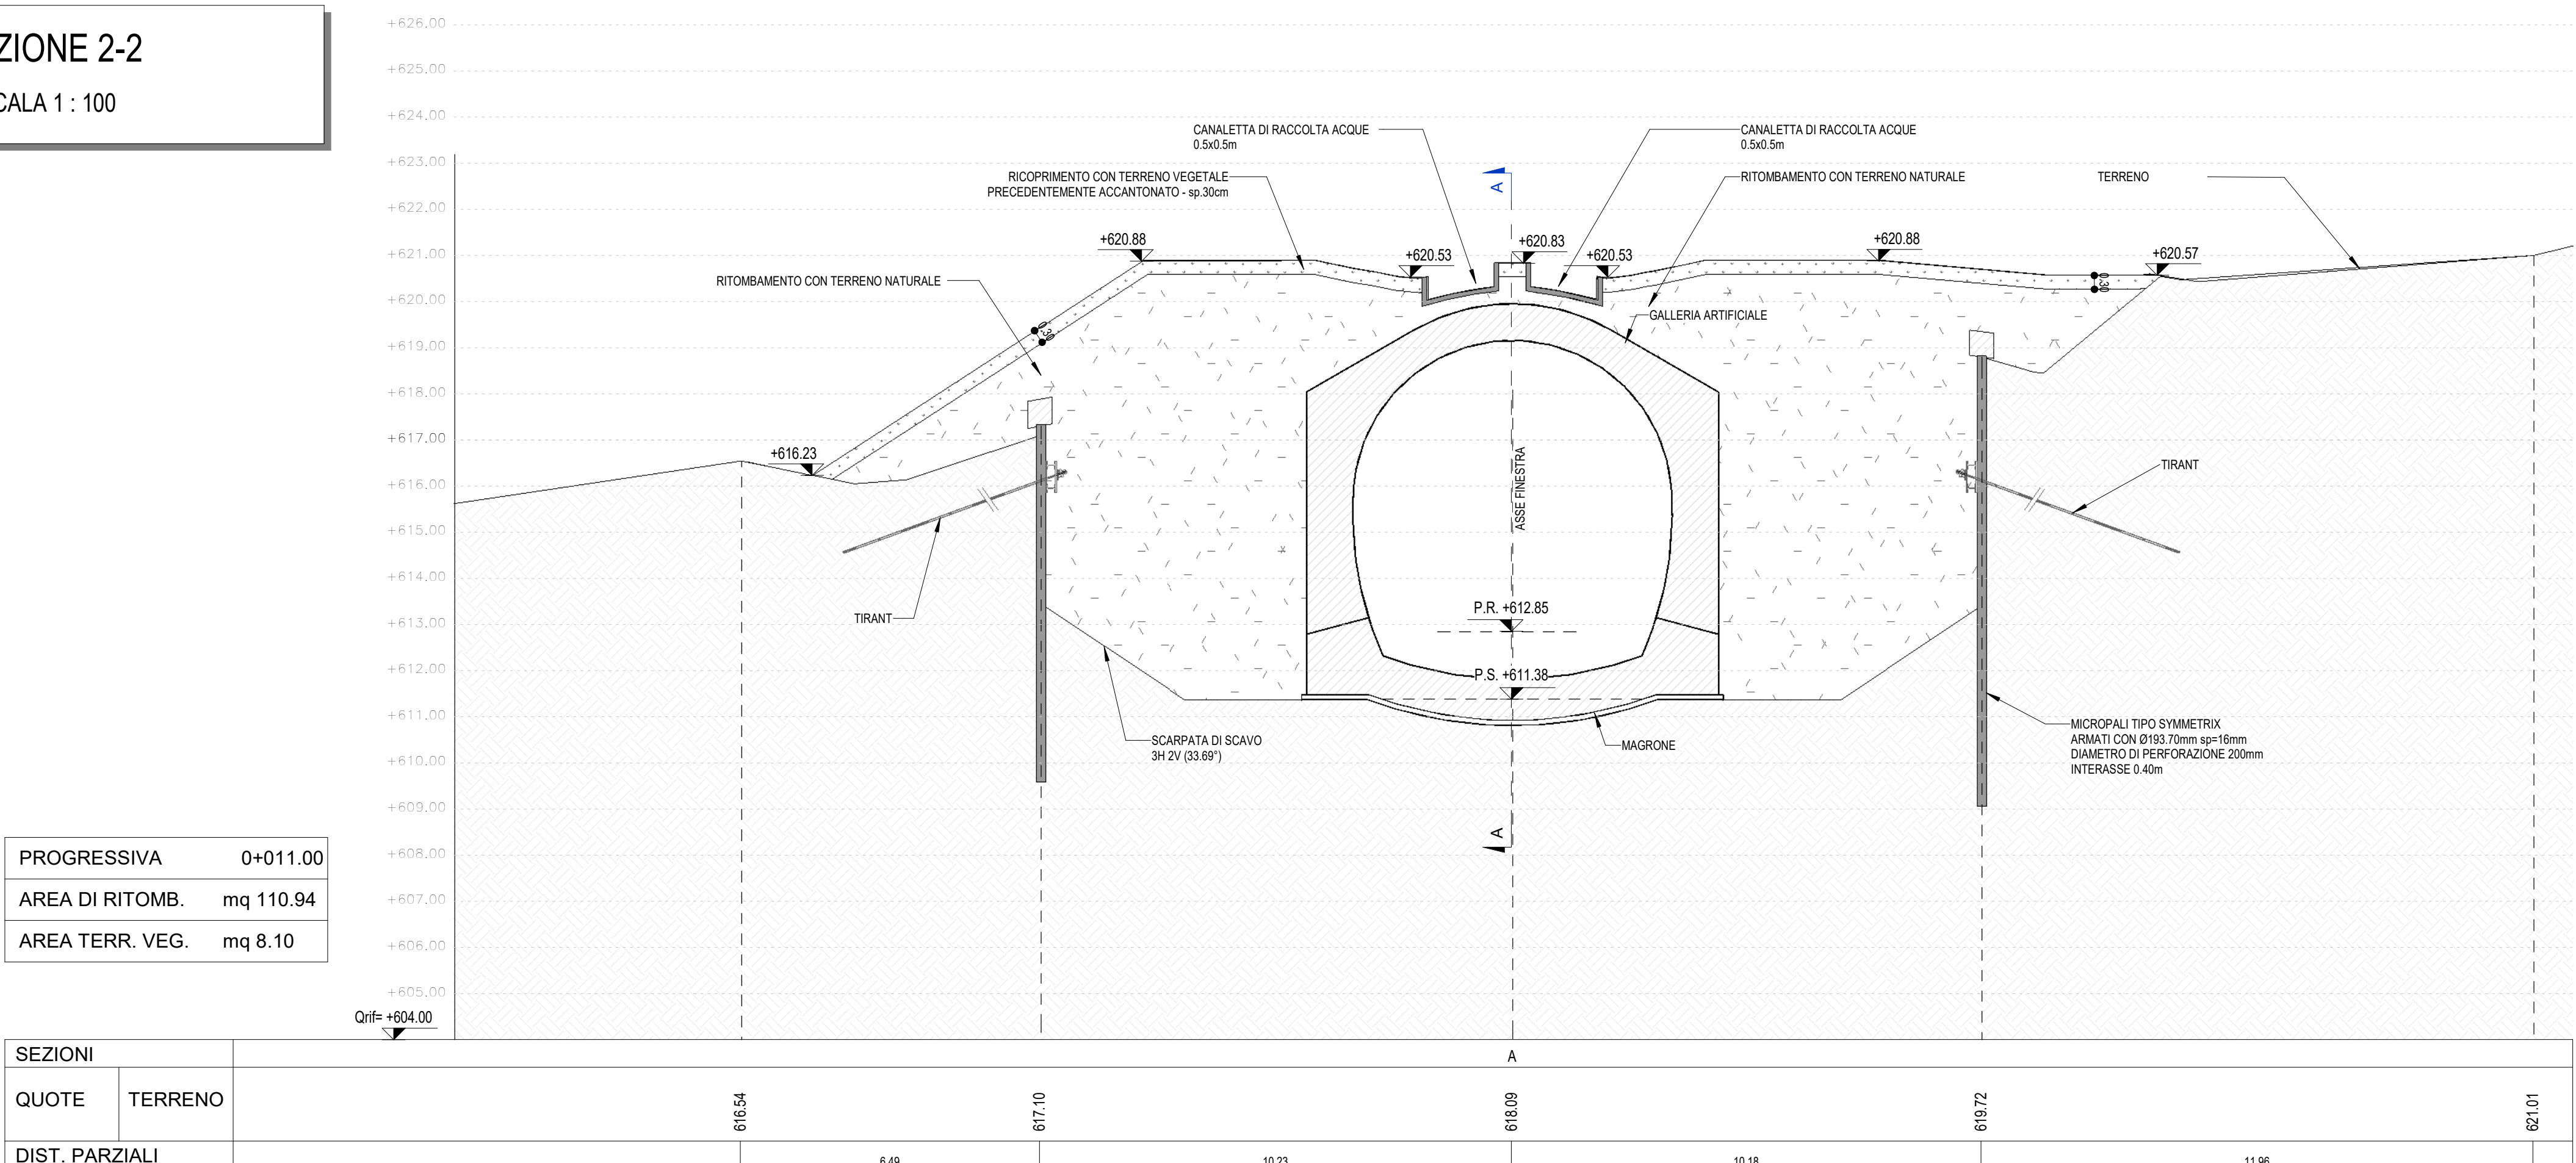 ZIONE 2-2
CALA 1 : 100
+626.00
+625.00
+624.00
+623.00
+622.00
+621.00
+620.00
+619.00
+618.00
+617.00
+616.00
+615.00
+614.00
+613.00
+612.00
+611.00
+610.00
+609.00
+608.00
+607.00
+606.00
+605.00
Qrif= +604.00
CANALETTA DI RACCOLTA ACQUE
0.5x0.5m
CANALETTA DI RACCOLTA ACQUE
0.5x0.5m
RICOPRIMENTO CON TERRENO VEGETALE
PRECEDENTEMENTE ACCANTONATO - sp.30cm
A
RITOMBAMENTO CON TERRENO NATURALE
TERRENO
+620.88
+620.53
+620.83
+620.53
+620.88
+620.57
RITOMBAMENTO CON TERRENO NATURALE
0.30
GALLERIA ARTIFICIALE
0.30
+616.23
ASSE FINESTRA
TIRANT
TIRANT
P.R. +612.85
P.S. +611.38
SCARPATA DI SCAVO
3H 2V (33.69°)
MAGRONE
MICROPALI TIPO SYMMETRIX
ARMATI CON Ø193.70mm sp=16mm
DIAMETRO DI PERFORAZIONE 200mm
INTERASSE 0.40m
A
PROGRESSIVA 0+011.00
AREA DI RITOMB. mq 110.94
AREA TERR. VEG. mq 8.10
SEZIONI A
QUOTE TERRENO 616.54 617.10 618.09 619.72 621.01
DIST. PARZIALI 6.49 10.23 10.18 11.96